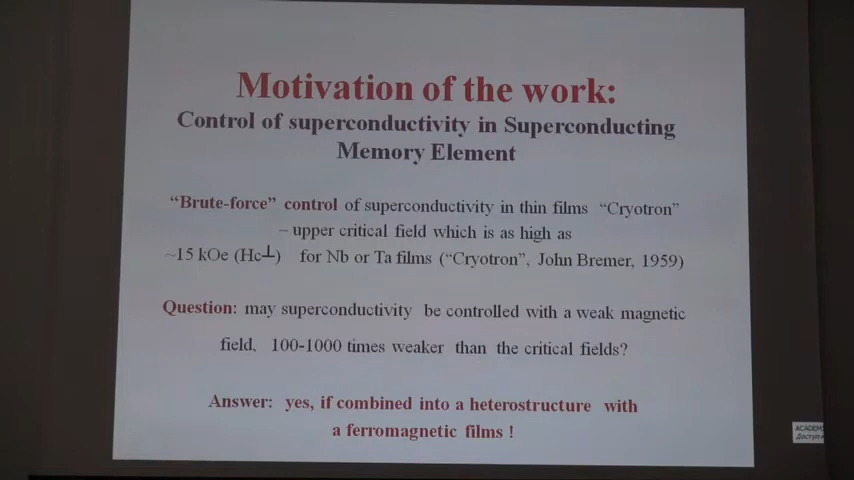 Motivation of the work:
Control of superconductivity in Superconducting
Memory Element
“Brute-force” control of superconductivity in thin films “Cryotron”
– upper critical field which is as high as
~15 kOe (Hc┴) for Nb or Ta films (“Cryotron”, John Bremer, 1959)
Question: may superconductivity be controlled with a weak magnetic
field, 100-1000 times weaker than the critical fields?
Answer: yes, if combined into a heterostructure with
a ferromagnetic films !